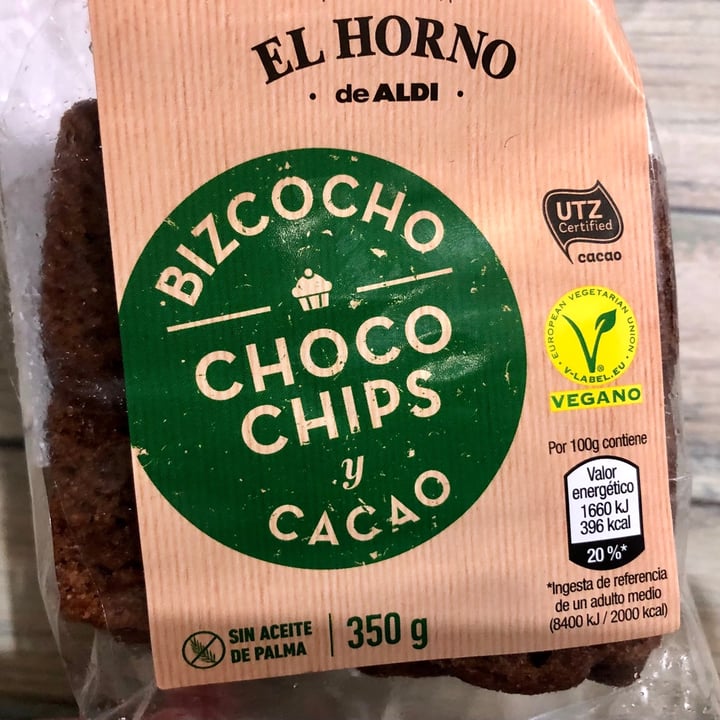 EL HORNO
· de ALDI ·
BIZCOCHO
CHOCO
CHIPS
y
CACAO
UTZ
Certified
cacao
· EUROPEAN VEGETARIAN UNION ·
V-LABEL.EU
VEGANO
Por 100g contiene
Valor
energético
1660 kJ
396 kcal
20 %*
*Ingesta de referencia
de un adulto medio
(8400 kJ / 2000 kcal)
SIN ACEITE
DE PALMA
350 g